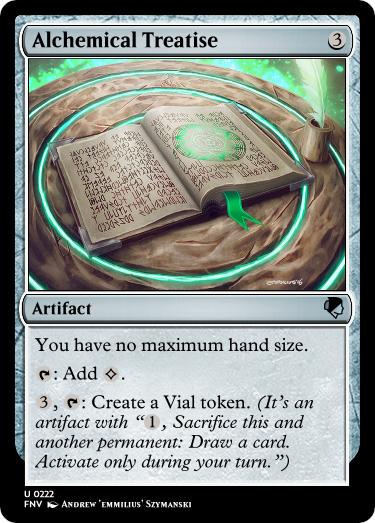 Alchemical Treatise 3
Artifact
You have no maximum hand size.
: Add .
3, : Create a Vial token. (It's an
artifact with “1, Sacrifice this and
another permanent: Draw a card.
Activate only during your turn.”)
U 0222
FNV Andrew 'emmilius' Szymanski